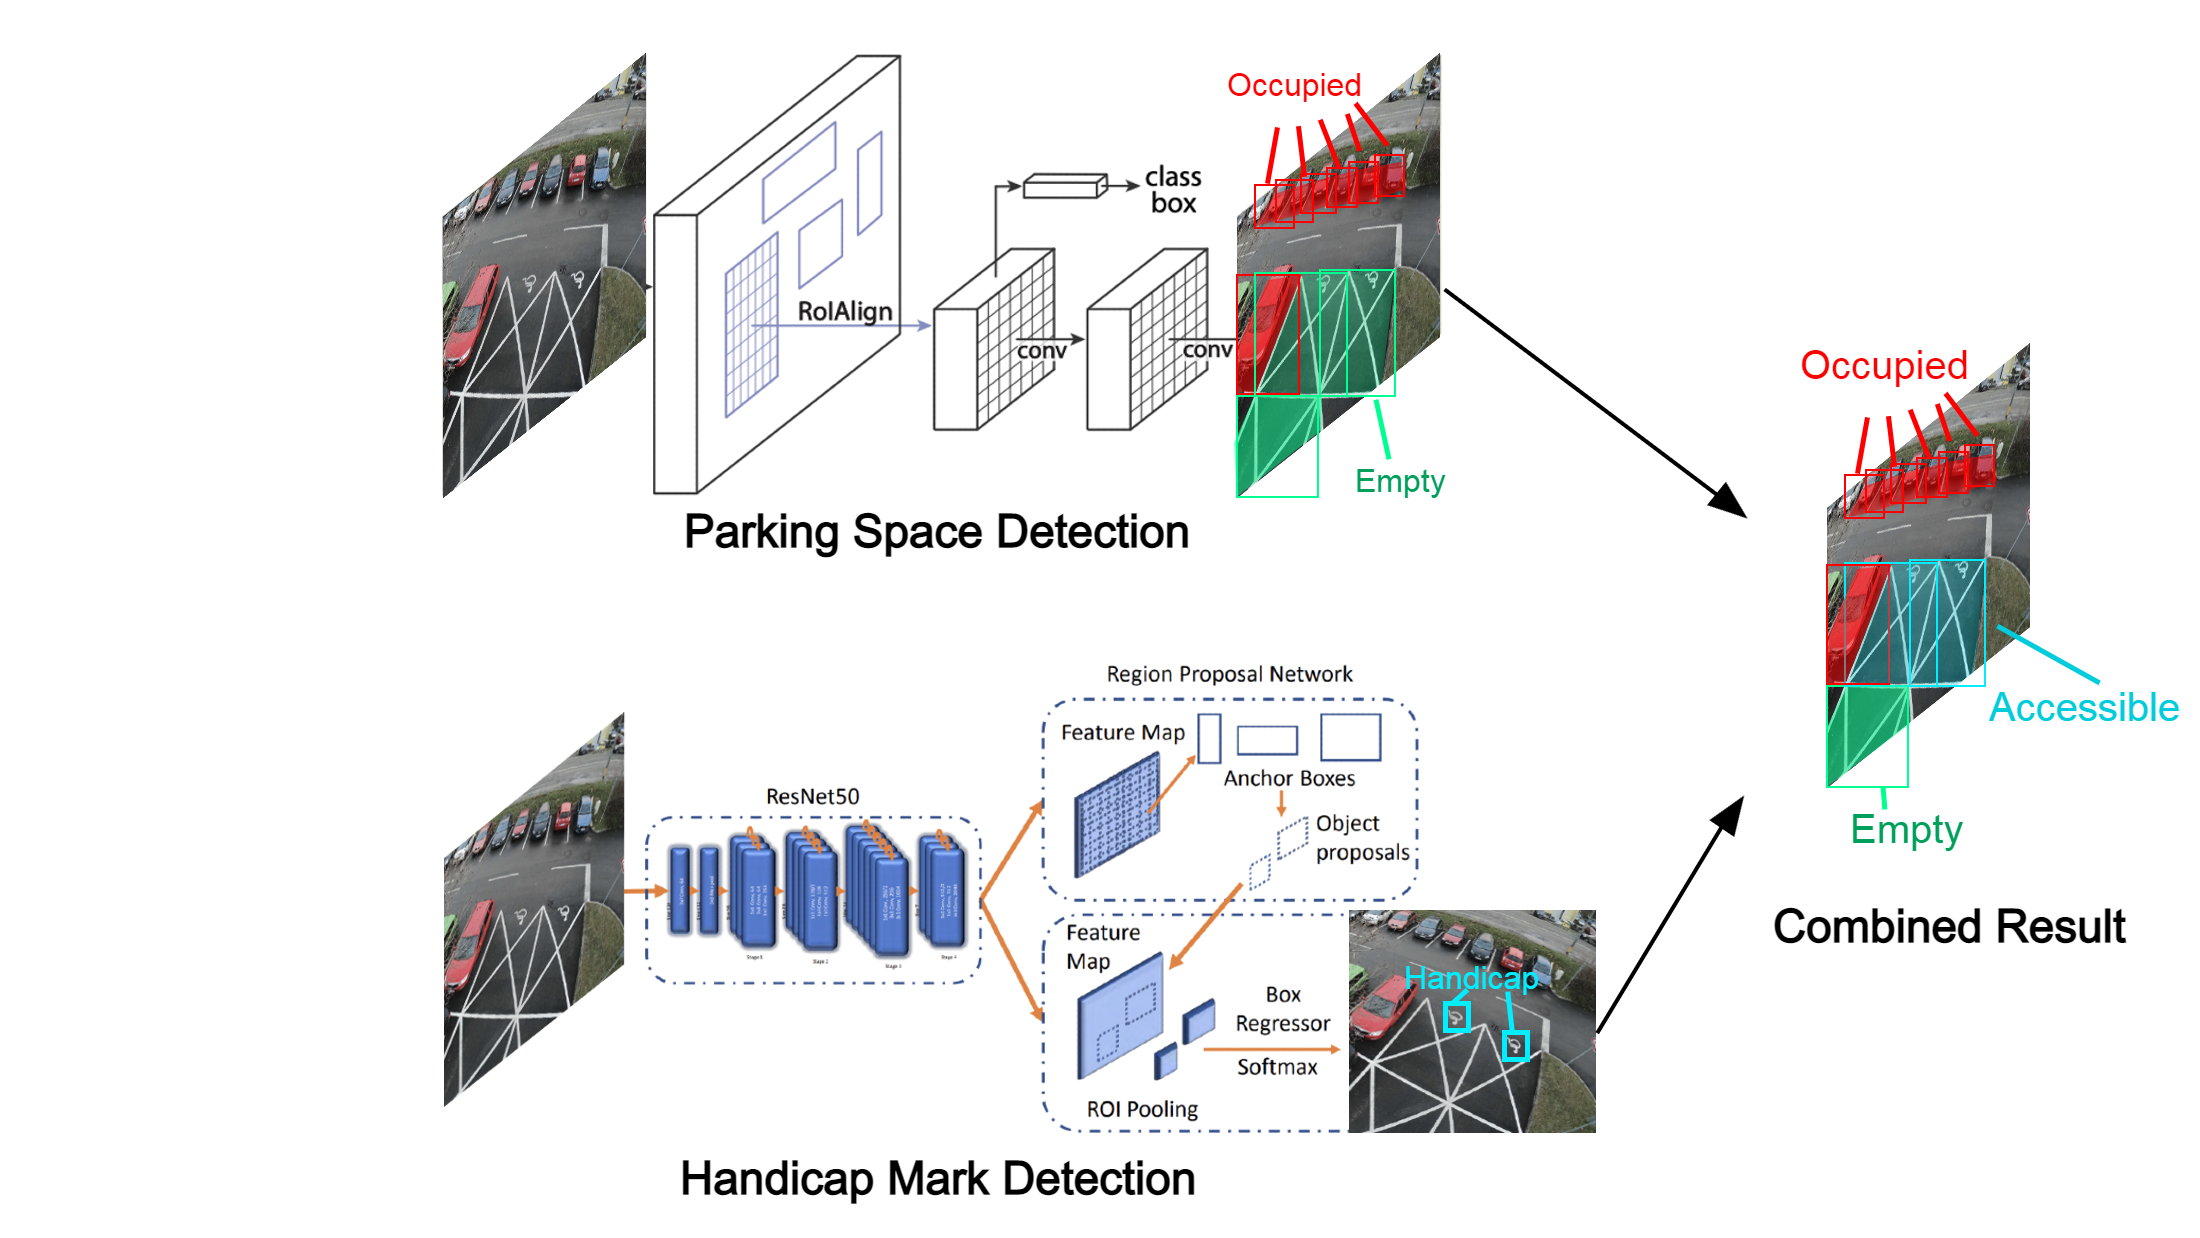 Occupied
class
box
RoIAlign
conv
conv
Empty
Parking Space Detection
Occupied
Accessible
Empty
Combined Result
Region Proposal Network
Feature Map
Anchor Boxes
Object
proposals
ResNet50
Feature
Map
Box
Regressor
Softmax
ROI Pooling
Handicap
Handicap Mark Detection